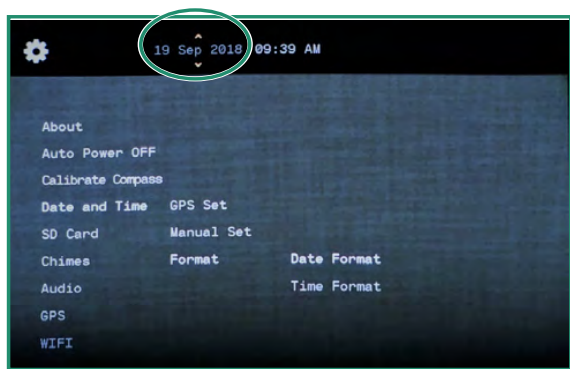 19 Sep 2018 09:39 AM
About
Auto Power OFF
Calibrate Compass
Date and Time GPS Set
SD Card Manual Set
Chimes Format Date Format
Audio Time Format
GPS
WIFI